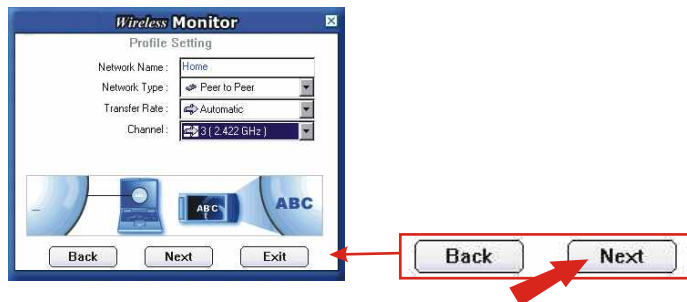 Wireless Monitor
Profile Setting
Network Name : Home
Network Type : Peer to Peer
Transfer Rate : Automatic
Channel : 3 ( 2.422 GHz )
ABC ABC
Back Next Exit
Back Next